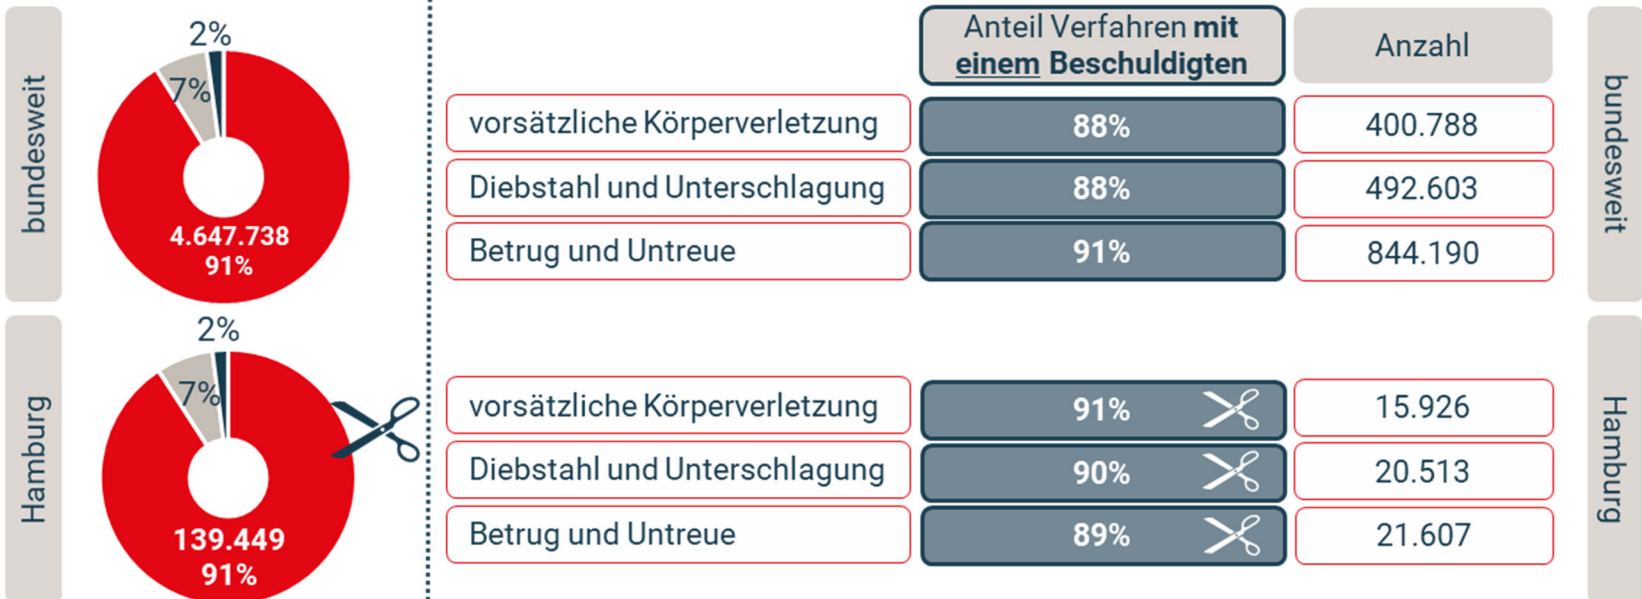 bundesweit
2%
7%
4.647.738
91%
Anteil Verfahren mit
einem Beschuldigten
Anzahl
vorsätzliche Körperverletzung
88%
400.788
Diebstahl und Unterschlagung
88%
492.603
Betrug und Untreue
91%
844.190
bundesweit
Hamburg
2%
7%
139.449
91%
vorsätzliche Körperverletzung
91%
15.926
Diebstahl und Unterschlagung
90%
20.513
Betrug und Untreue
89%
21.607
Hamburg